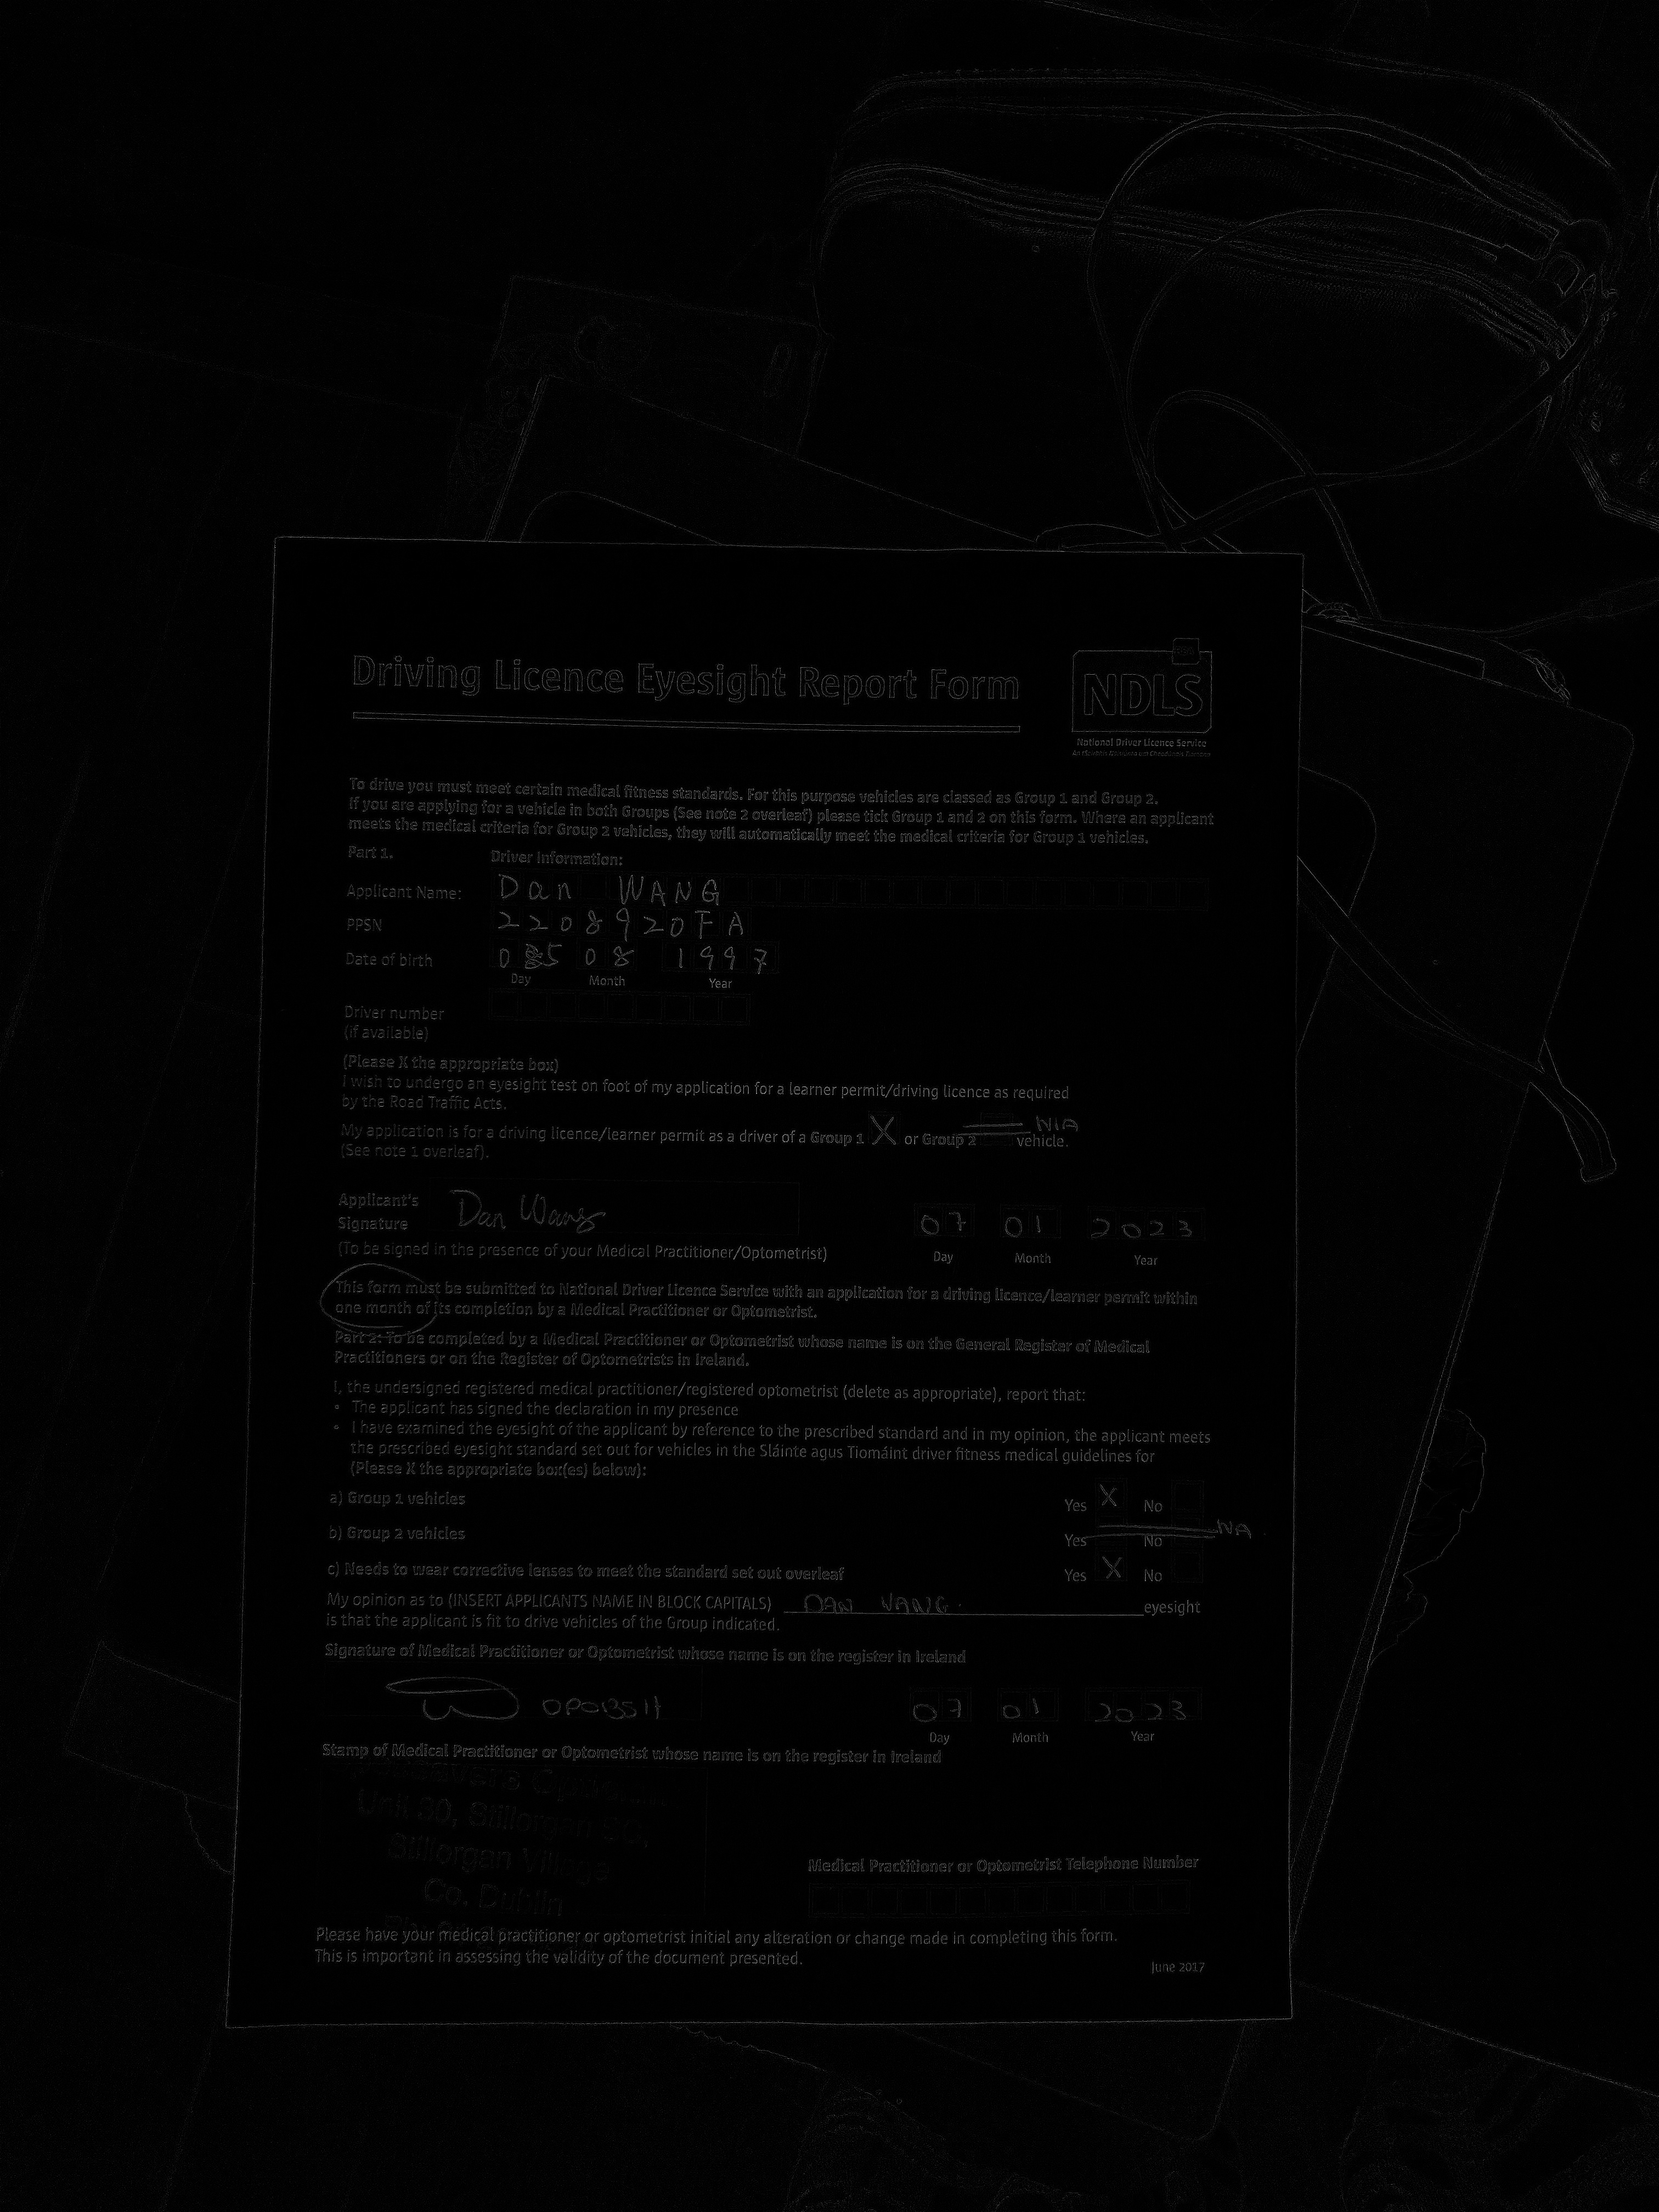 Driving Licence Eyesight Report Form
NDLS
National Driver Licence Service
To drive you must meet certain medical fitness standards. For this purpose vehicles are classed as Group 1 and Group 2.
If you are applying for a vehicle in both Groups (See note 2 overleaf) please tick Group 1 and 2 on this form. Where an applicant
meets the medical criteria for Group 2 vehicles, they will automatically meet the medical criteria for Group 1 vehicles.
Part 1. Driver Information:
Applicant Name: Dan WANG
PPSN 2208920FA
Date of birth 05 08 1997
Day Month Year
Driver number
(if available)
(Please X the appropriate box)
I wish to undergo an eyesight test on foot of my application for a learner permit/driving licence as required
by the Road Traffic Acts.
My application is for a driving licence/learner permit as a driver of a Group 1 X or Group 2 vehicle. N/A
(See note 1 overleaf).
Applicant's
Signature Dan Wang 07 01 2023
(To be signed in the presence of your Medical Practitioner/Optometrist) Day Month Year
This form must be submitted to National Driver Licence Service with an application for a driving licence/learner permit within
one month of its completion by a Medical Practitioner or Optometrist.
Part 2: To be completed by a Medical Practitioner or Optometrist whose name is on the General Register of Medical
Practitioners or on the Register of Optometrists in Ireland.
I, the undersigned registered medical practitioner/registered optometrist (delete as appropriate), report that:
• The applicant has signed the declaration in my presence
• I have examined the eyesight of the applicant by reference to the prescribed standard and in my opinion, the applicant meets
the prescribed eyesight standard set out for vehicles in the Sláinte agus Tiomáint driver fitness medical guidelines for
(Please X the appropriate box(es) below):
a) Group 1 vehicles Yes X No
b) Group 2 vehicles Yes No NA
c) Needs to wear corrective lenses to meet the standard set out overleaf Yes X No
My opinion as to (INSERT APPLICANTS NAME IN BLOCK CAPITALS) DAN WANG. eyesight
is that the applicant is fit to drive vehicles of the Group indicated.
Signature of Medical Practitioner or Optometrist whose name is on the register in Ireland
07 01 2023
Day Month Year
Stamp of Medical Practitioner or Optometrist whose name is on the register in Ireland
Unit 30, Stillorgan
Stillorgan Village
Co. Dublin
Medical Practitioner or Optometrist Telephone Number
Please have your medical practitioner or optometrist initial any alteration or change made in completing this form.
This is important in assessing the validity of the document presented.
June 2017